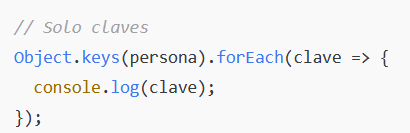 // Solo claves
Object.keys(persona).forEach(clave => {
  console.log(clave);
});